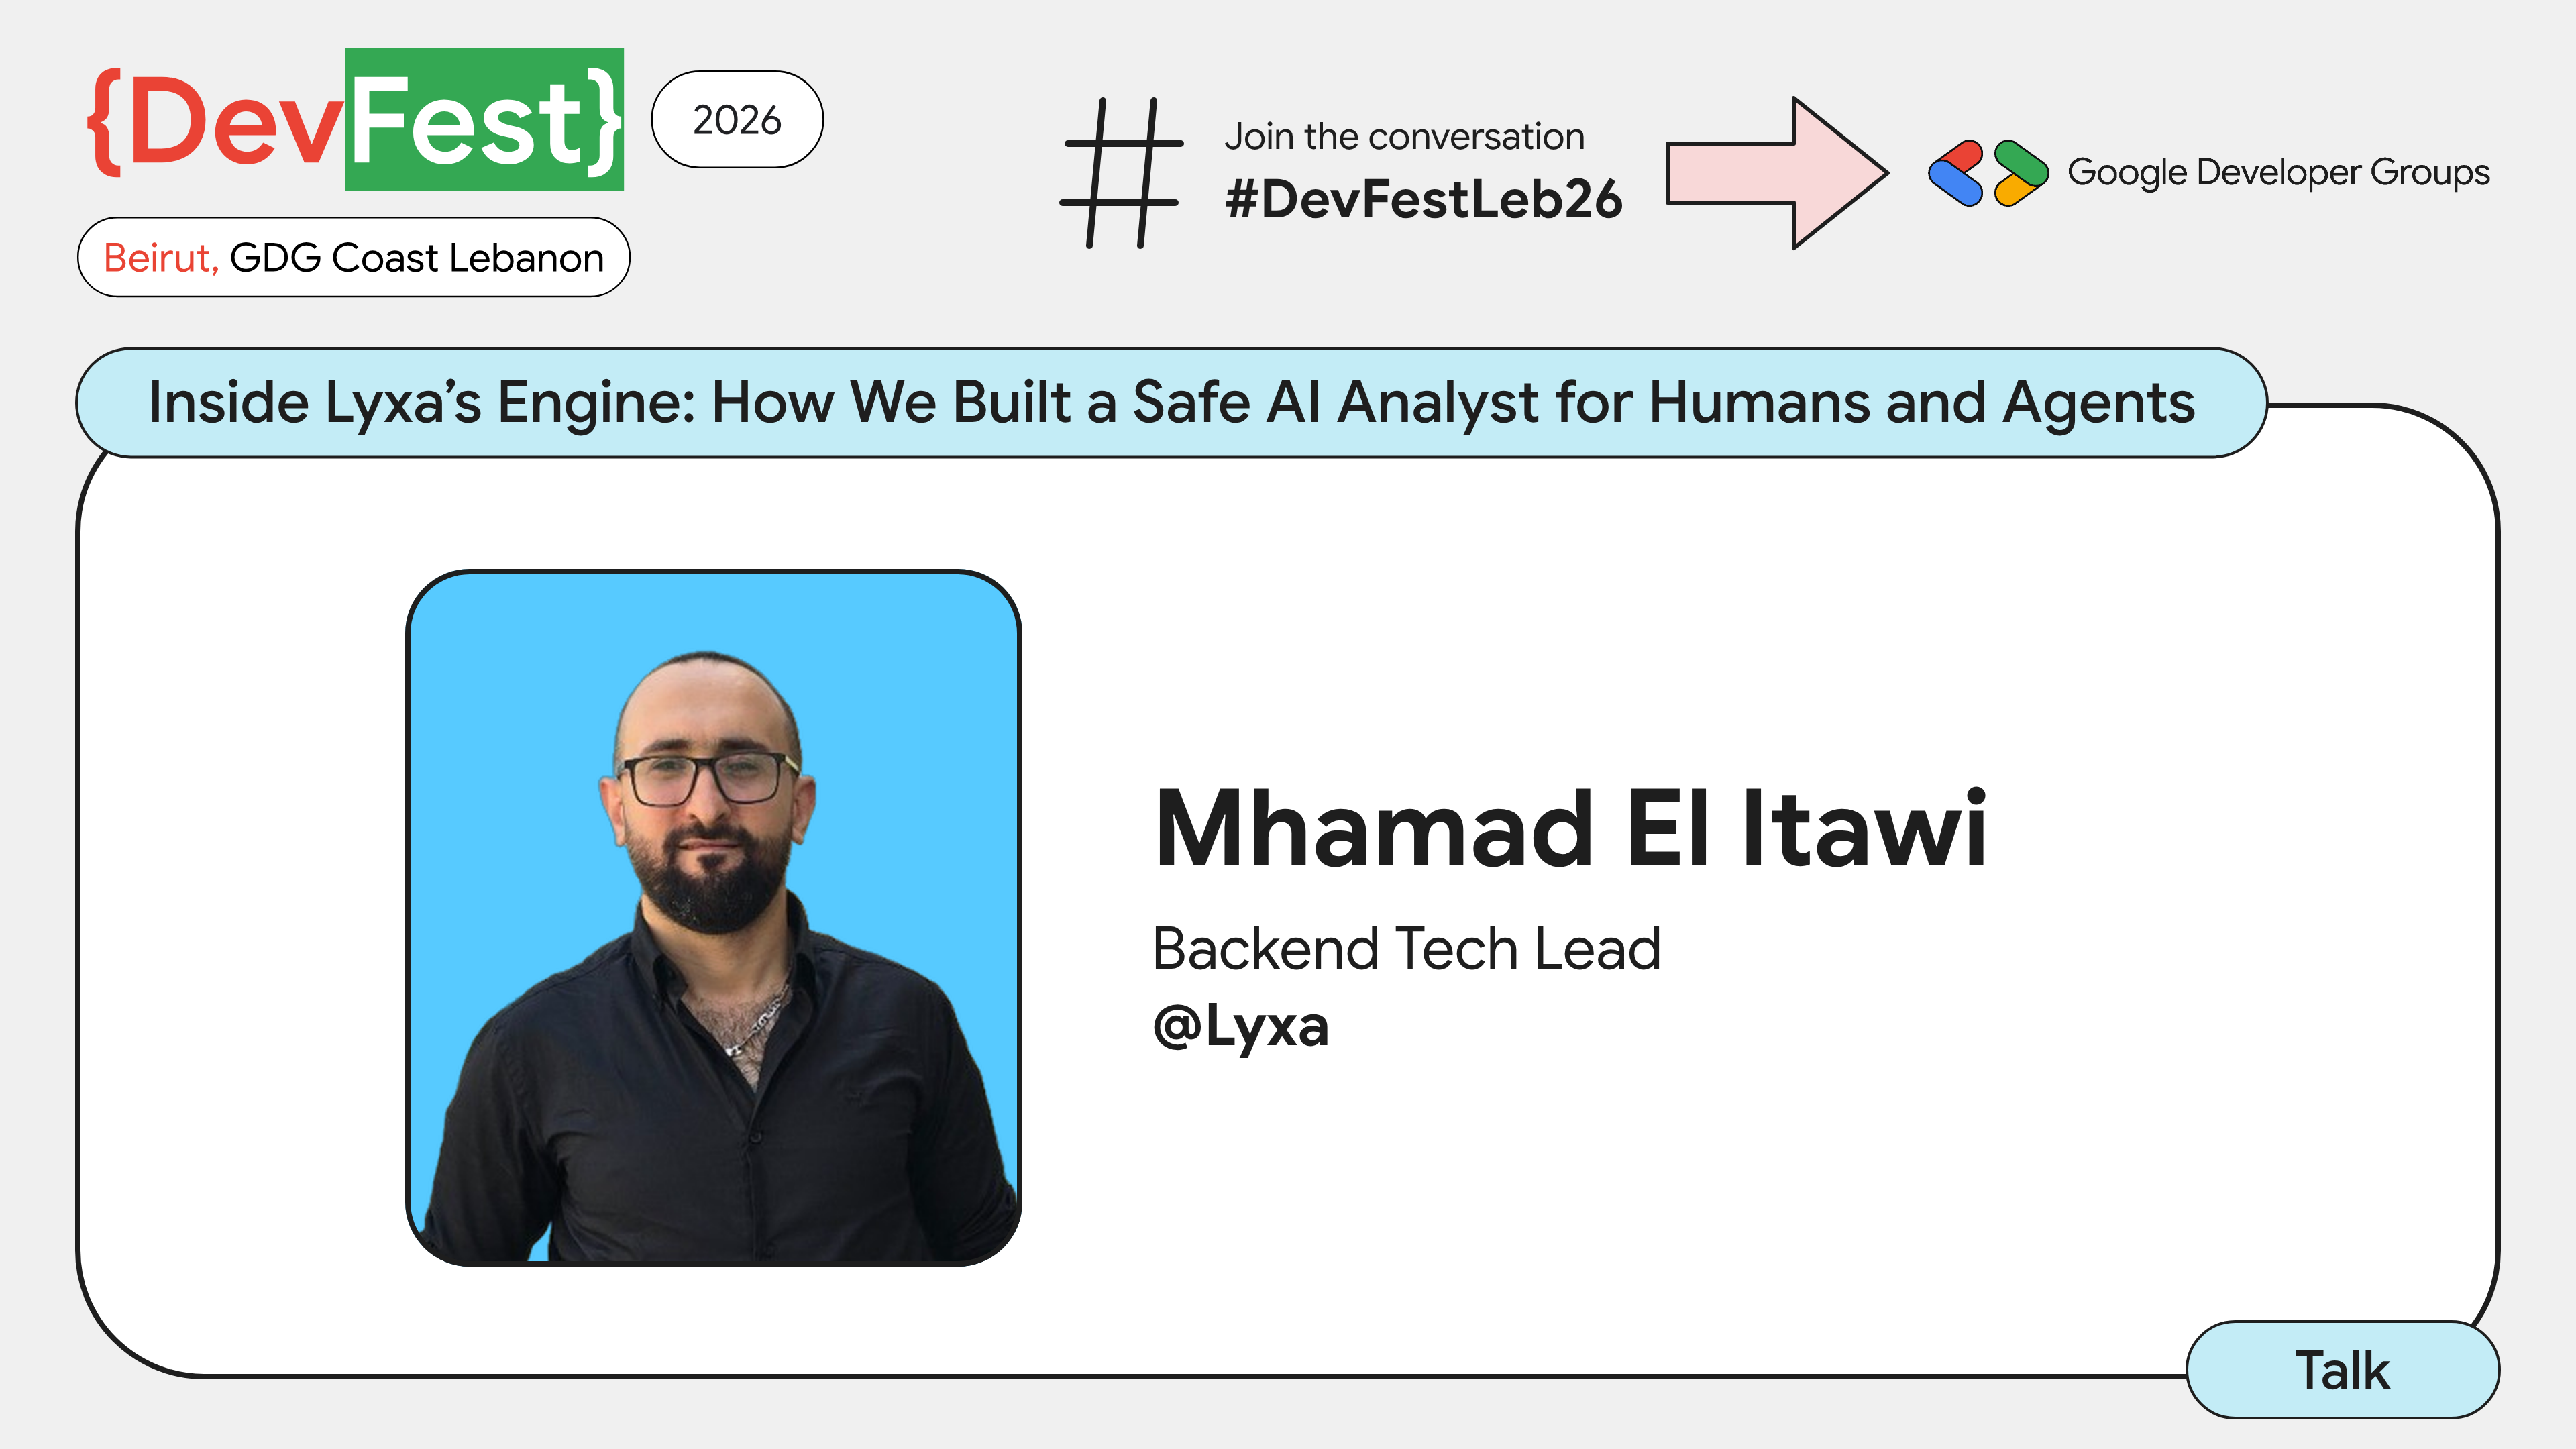 {DevFest}
2026
Beirut, GDG Coast Lebanon
Join the conversation
#DevFestLeb26
Google Developer Groups
Inside Lyxa’s Engine: How We Built a Safe AI Analyst for Humans and Agents
Mhamad El Itawi
Backend Tech Lead
@Lyxa
Talk